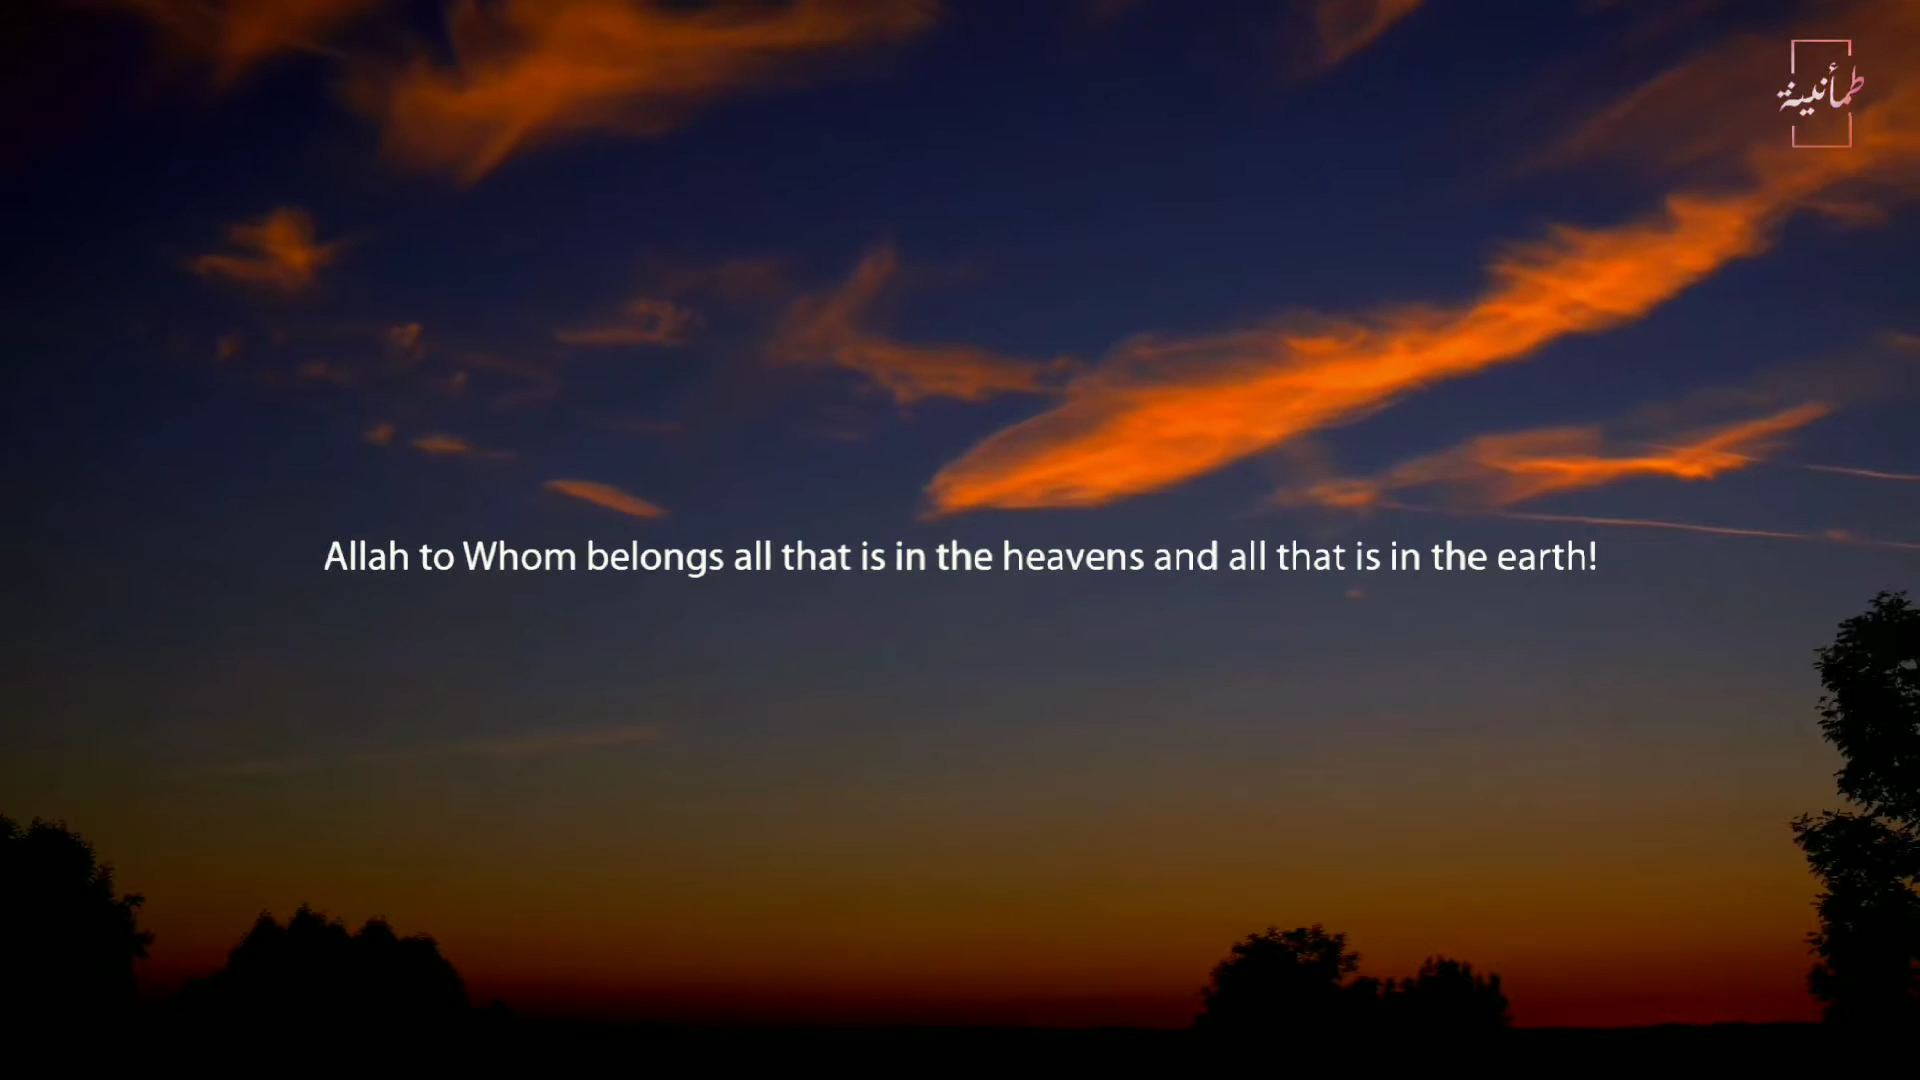 طمأنينة
Allah to Whom belongs all that is in the heavens and all that is in the earth!